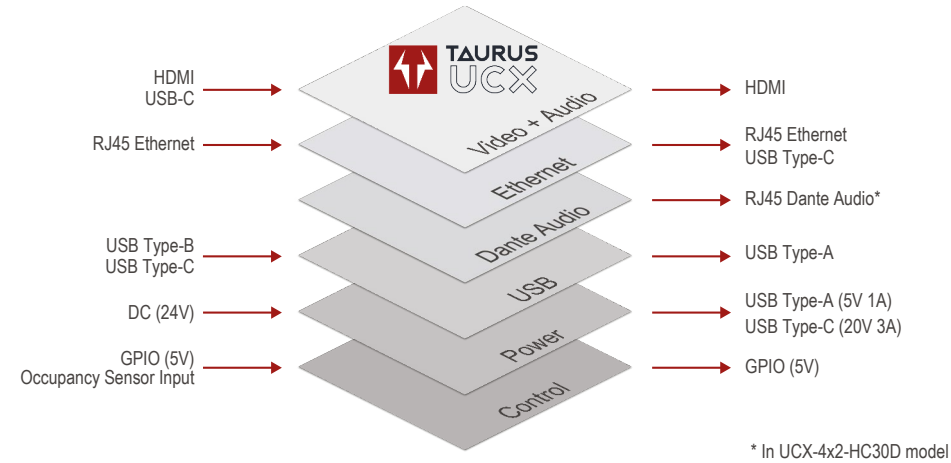 TAURUS
UCX
HDMI
USB-C
Video + Audio
HDMI
RJ45 Ethernet
Ethernet
RJ45 Ethernet
USB Type-C
Dante Audio
RJ45 Dante Audio*
USB Type-B
USB Type-C
USB
USB Type-A
DC (24V)
Power
USB Type-A (5V 1A)
USB Type-C (20V 3A)
GPIO (5V)
Occupancy Sensor Input
Control
GPIO (5V)
* In UCX-4x2-HC30D model